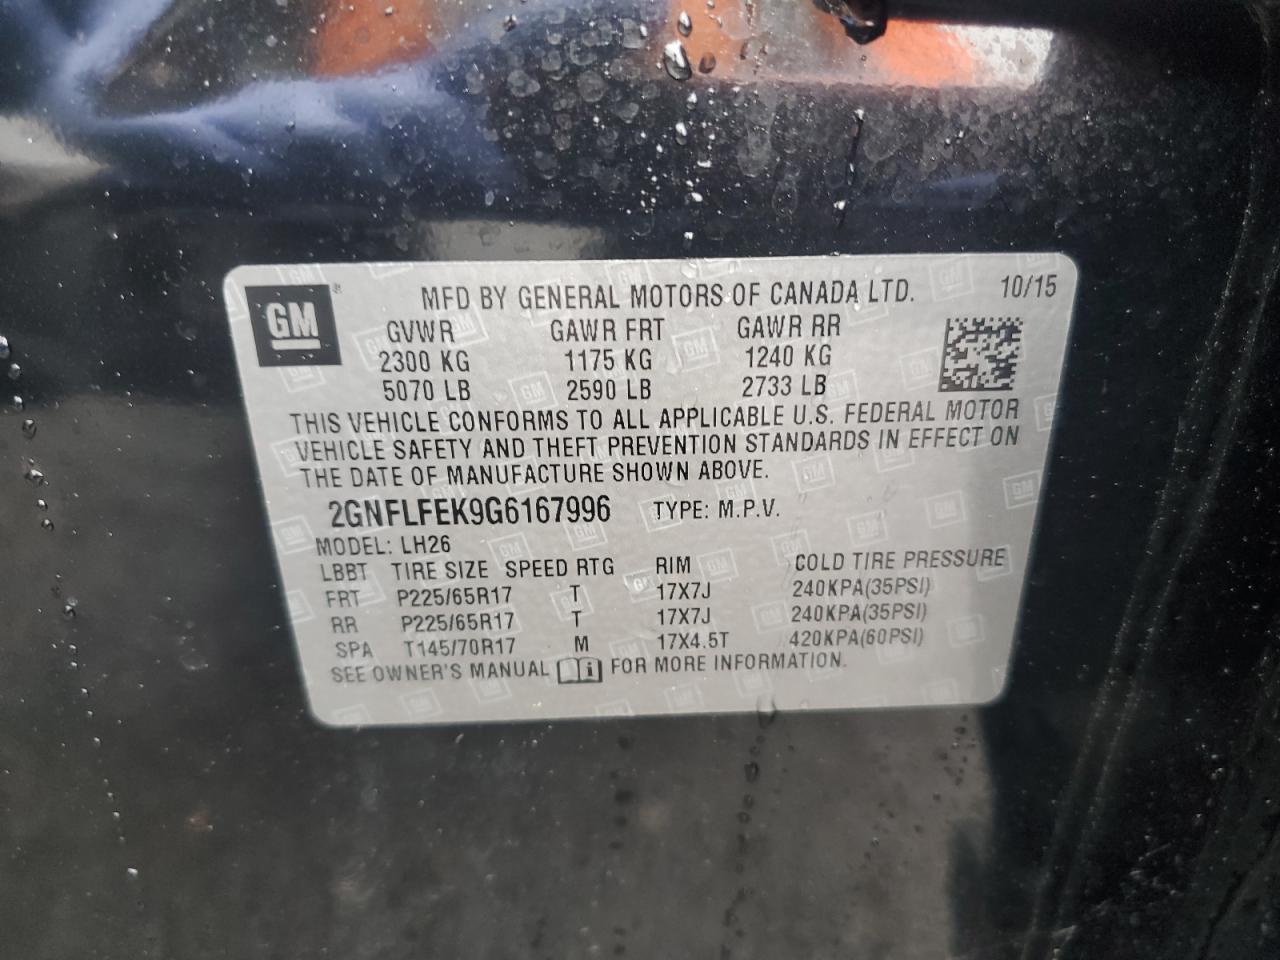 GM ®
MFD BY GENERAL MOTORS OF CANADA LTD. 10/15
GVWR GAWR FRT GAWR RR
2300 KG 1175 KG 1240 KG
5070 LB 2590 LB 2733 LB
THIS VEHICLE CONFORMS TO ALL APPLICABLE U.S. FEDERAL MOTOR
VEHICLE SAFETY AND THEFT PREVENTION STANDARDS IN EFFECT ON
THE DATE OF MANUFACTURE SHOWN ABOVE.
2GNFLFEK9G6167996 TYPE: M.P.V.
MODEL: LH26
LBBT TIRE SIZE SPEED RTG RIM COLD TIRE PRESSURE
FRT P225/65R17 T 17X7J 240KPA(35PSI)
RR P225/65R17 T 17X7J 240KPA(35PSI)
SPA T145/70R17 M 17X4.5T 420KPA(60PSI)
SEE OWNER'S MANUAL i FOR MORE INFORMATION.